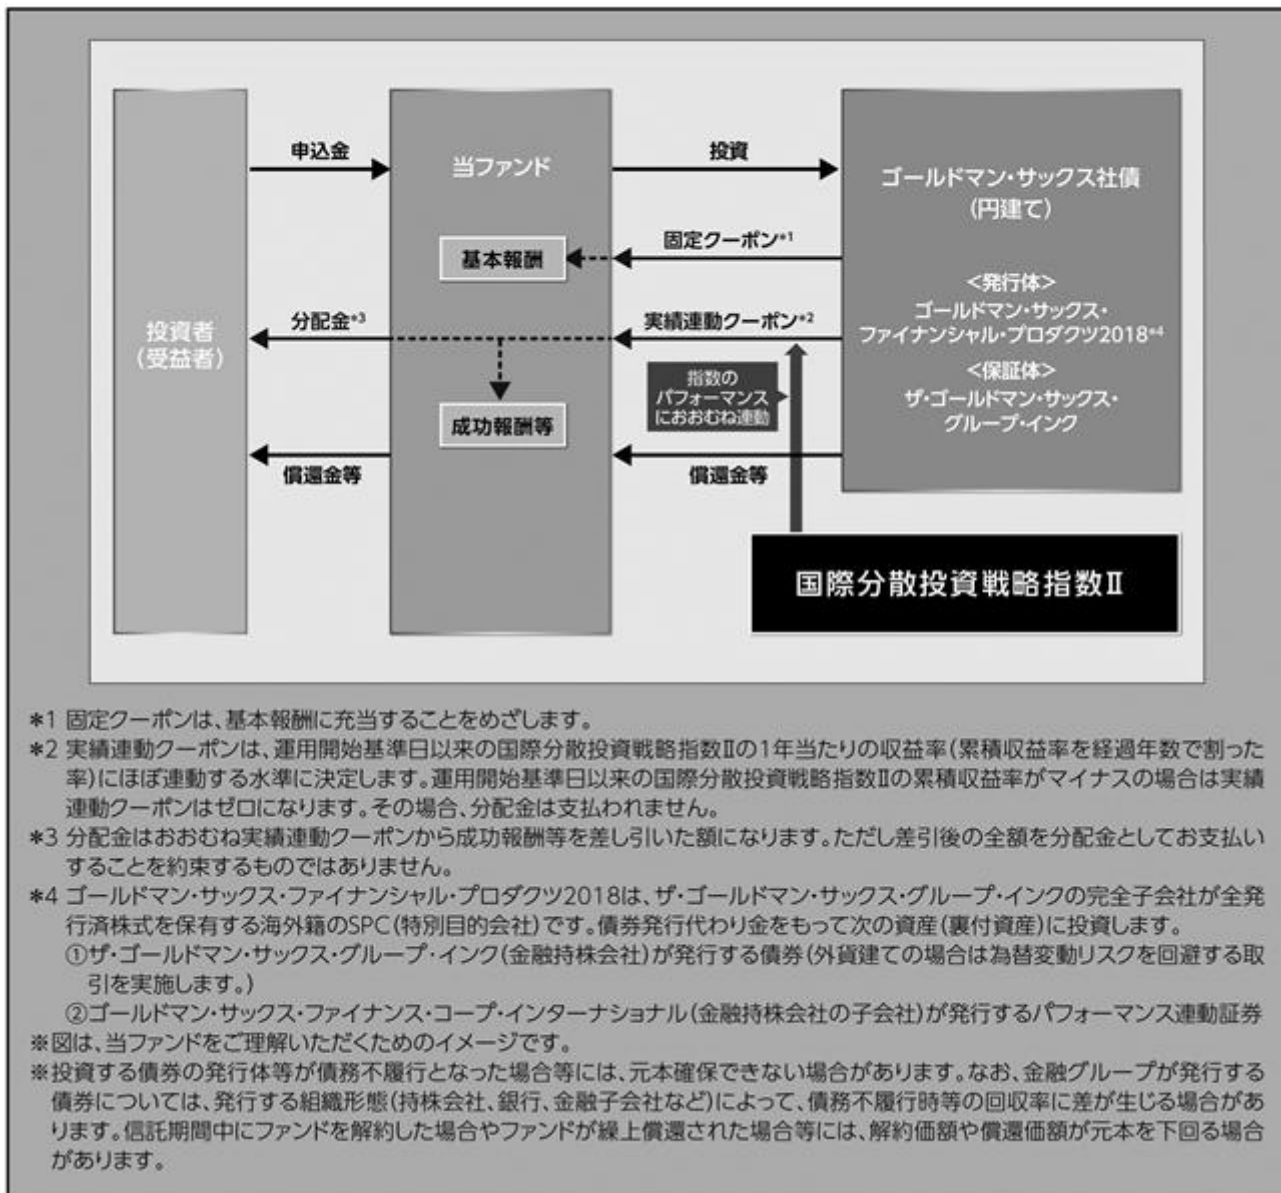 申込金
当ファンド
投資
ゴールドマン・サックス社債
(円建て)
固定クーポン*1
基本報酬
<発行体>
ゴールドマン・サックス・
ファイナンシャル・プロダクツ2018*4
投資者
(受益者)
分配金*3
実績連動クーポン*2
<保証体>
ザ・ゴールドマン・サックス・
グループ・インク
指数の
パフォーマンス
におおむね連動
成功報酬等
償還金等
償還金等
国際分散投資戦略指数Ⅱ
*1 固定クーポンは、基本報酬に充当することをめざします。
*2 実績連動クーポンは、運用開始基準日以来の国際分散投資戦略指数Ⅱの1年当たりの収益率(累積収益率を経過年数で割った
率)にほぼ連動する水準に決定します。運用開始基準日以来の国際分散投資戦略指数Ⅱの累積収益率がマイナスの場合は実績
連動クーポンはゼロになります。その場合、分配金は支払われません。
*3 分配金はおおむね実績連動クーポンから成功報酬等を差し引いた額になります。ただし差引後の全額を分配金としてお支払い
することを約束するものではありません。
*4 ゴールドマン・サックス・ファイナンシャル・プロダクツ2018は、ザ・ゴールドマン・サックス・グループ・インクの完全子会社が全発
行済株式を保有する海外籍のSPC(特別目的会社)です。債券発行代わり金をもって次の資産(裏付資産)に投資します。
①ザ・ゴールドマン・サックス・グループ・インク(金融持株会社)が発行する債券(外貨建ての場合は為替変動リスクを回避する取
引を実施します。)
②ゴールドマン・サックス・ファイナンス・コープ・インターナショナル(金融持株会社の子会社)が発行するパフォーマンス連動証券
※図は、当ファンドをご理解いただくためのイメージです。
※投資する債券の発行体等が債務不履行となった場合等には、元本確保できない場合があります。なお、金融グループが発行する
債券については、発行する組織形態(持株会社、銀行、金融子会社など)によって、債務不履行時等の回収率に差が生じる場合があ
ります。信託期間中にファンドを解約した場合やファンドが繰上償還された場合等には、解約価額や償還価額が元本を下回る場合
があります。